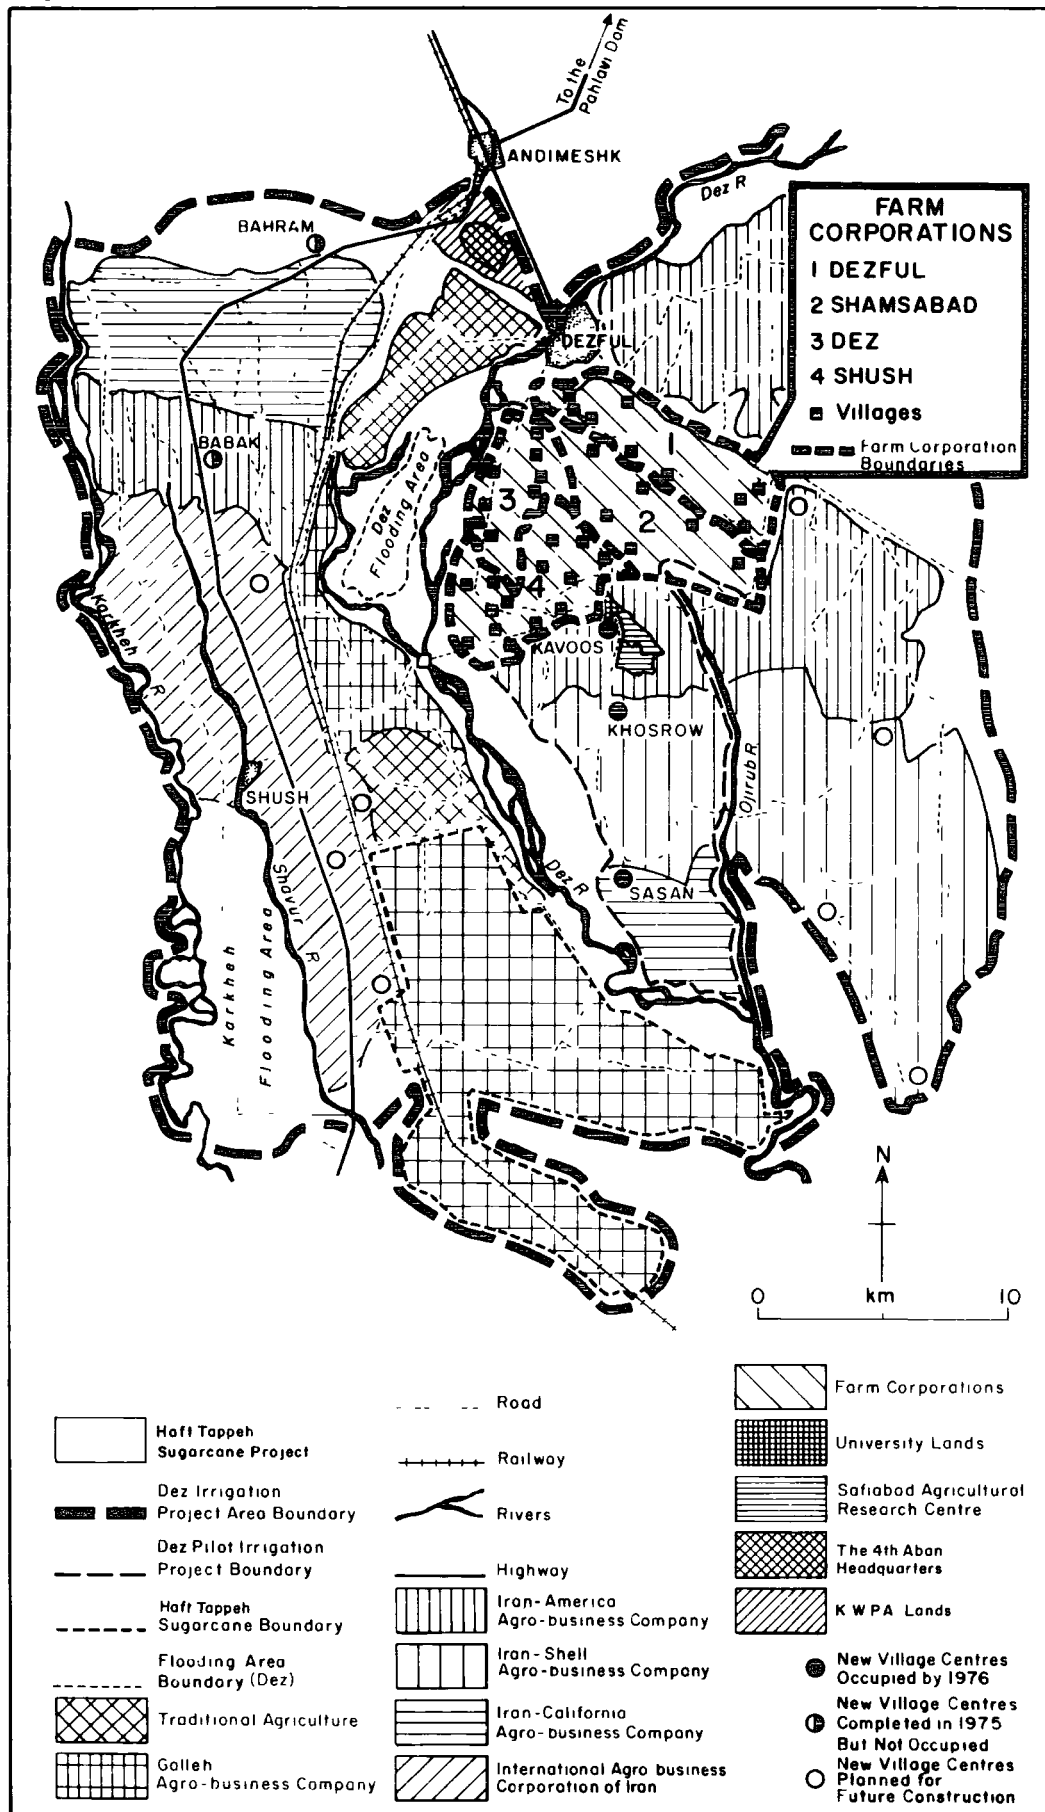 To the
Pahlavi Dam
ANDIMESHK
Dez R
BAHRAM
FARM
CORPORATIONS
1 DEZFUL
2 SHAMSABAD
3 DEZ
4 SHUSH
Villages
Farm Corporation
Boundaries
DEZFUL
BABAK
Dez
Flooding Area
1
2
3
4
Karkheh R
KAVOOS
KHOSROW
Ojirub R.
SHUSH
Shavur R
Dez R
SASAN
Karkheh
Flooding Area
N
0 km 10
Haft Tappeh
Sugarcane Project
Dez Irrigation
Project Area Boundary
Dez Pilot Irrigation
Project Boundary
Haft Tappeh
Sugarcane Boundary
Flooding Area
Boundary (Dez)
Traditional Agriculture
Galleh
Agro-business Company
Road
Railway
Rivers
Highway
Iran-America
Agro-business Company
Iran-Shell
Agro-business Company
Iran-California
Agro-business Company
International Agro business
Corporation of Iran
Farm Corporations
University Lands
Safiabad Agricultural
Research Centre
The 4th Aban
Headquarters
KWPA Lands
New Village Centres
Occupied by 1976
New Village Centres
Completed in 1975
But Not Occupied
New Village Centres
Planned for
Future Construction